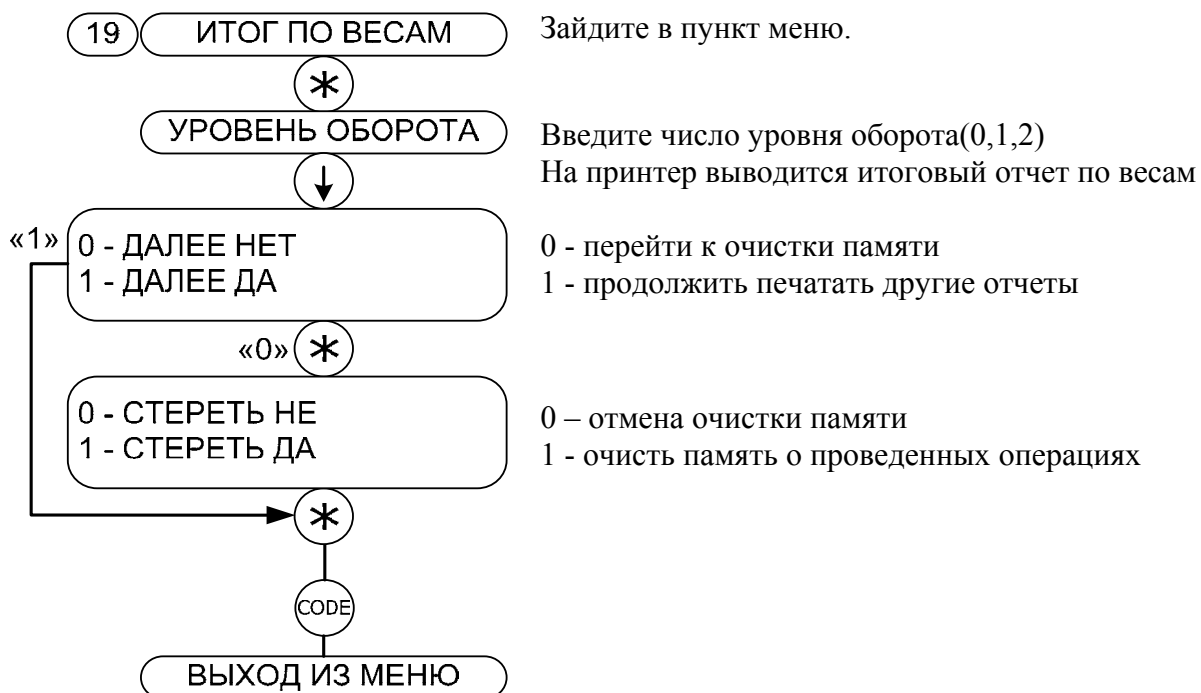 19 ИТОГ ПО ВЕСАМ Зайдите в пункт меню.
*
УРОВЕНЬ ОБОРОТА Введите число уровня оборота(0,1,2)
На принтер выводится итоговый отчет по весам
↓
«1» 0 - ДАЛЕЕ НЕТ 0 - перейти к очистки памяти
1 - ДАЛЕЕ ДА 1 - продолжить печатать другие отчеты
«0» *
0 - СТЕРЕТЬ НЕ 0 – отмена очистки памяти
1 - СТЕРЕТЬ ДА 1 - очисть память о проведенных операциях
*
CODE
ВЫХОД ИЗ МЕНЮ